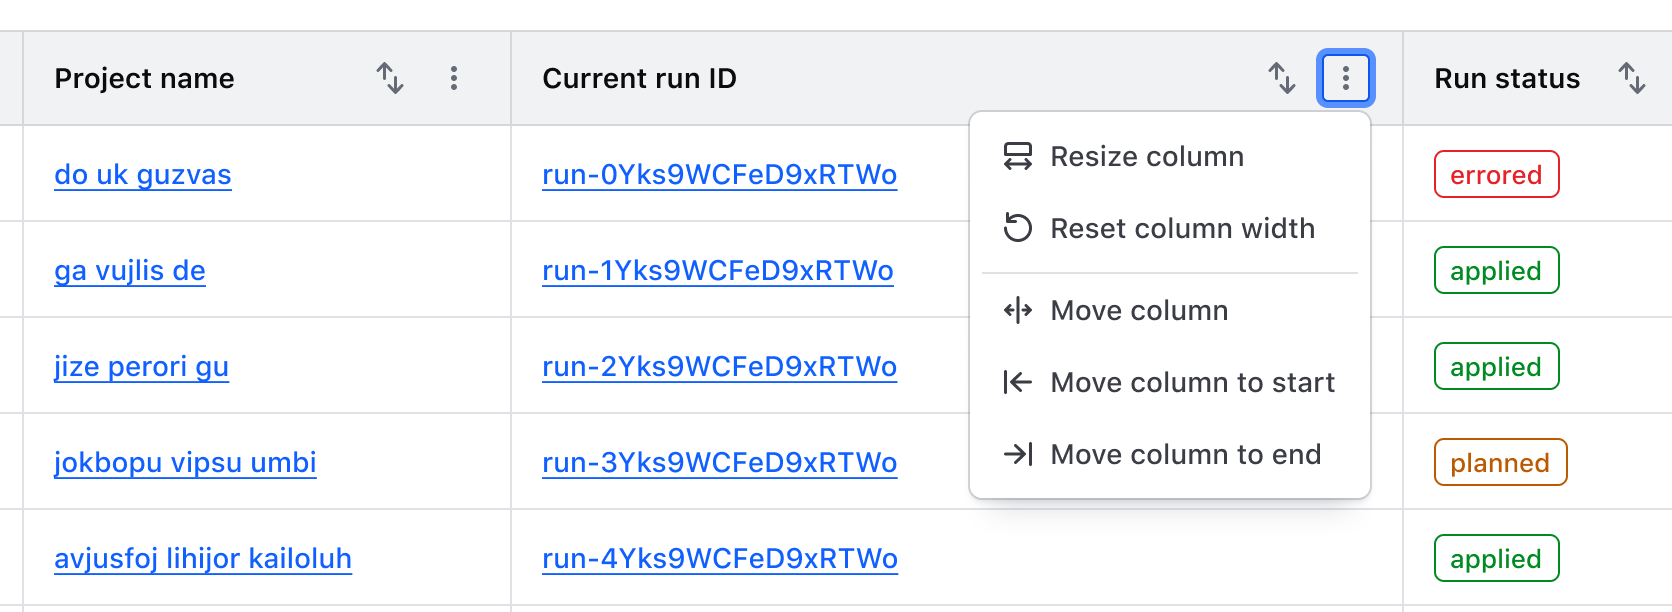 Project name
Current run ID
Run status
Resize column
Reset column width
Move column
Move column to start
Move column to end
do uk guzvas
run-0Yks9WCFeD9xRTWo
errored
ga vujlis de
run-1Yks9WCFeD9xRTWo
applied
jize perori gu
run-2Yks9WCFeD9xRTWo
applied
jokbopu vipsu umbi
run-3Yks9WCFeD9xRTWo
planned
avjusfoj lihijor kailoluh
run-4Yks9WCFeD9xRTWo
applied